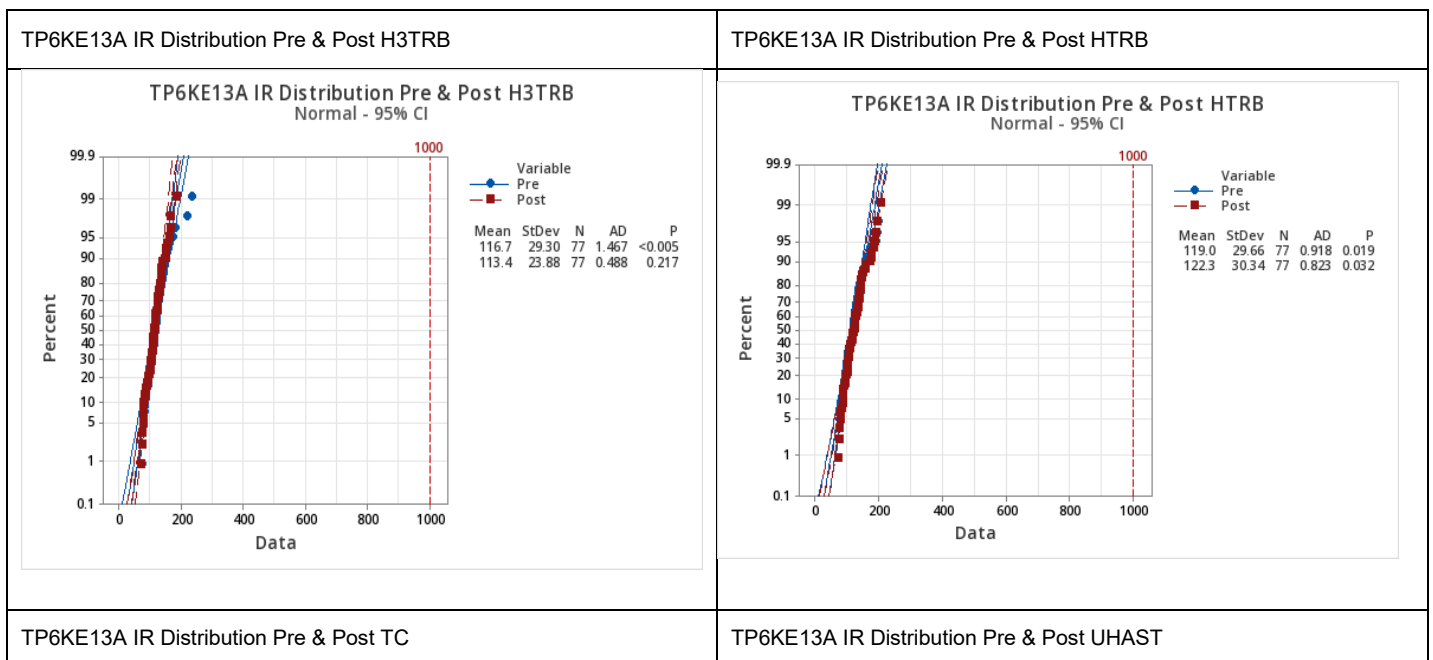 TP6KE13A IR Distribution Pre & Post H3TRB
TP6KE13A IR Distribution Pre & Post HTRB
TP6KE13A IR Distribution Pre & Post H3TRB
Normal - 95% CI
1000
99.9
99
95
90
80
70
60
50
40
30
20
10
5
1
0.1
Percent
0 200 400 600 800 1000
Data
Variable
Pre
Post
Mean StDev N AD P
116.7 29.30 77 1.467 <0.005
113.4 23.88 77 0.488 0.217
TP6KE13A IR Distribution Pre & Post HTRB
Normal - 95% CI
1000
99.9
99
95
90
80
70
60
50
40
30
20
10
5
1
0.1
Percent
0 200 400 600 800 1000
Data
Variable
Pre
Post
Mean StDev N AD P
119.0 29.66 77 0.918 0.019
122.3 30.34 77 0.823 0.032
TP6KE13A IR Distribution Pre & Post TC
TP6KE13A IR Distribution Pre & Post UHAST